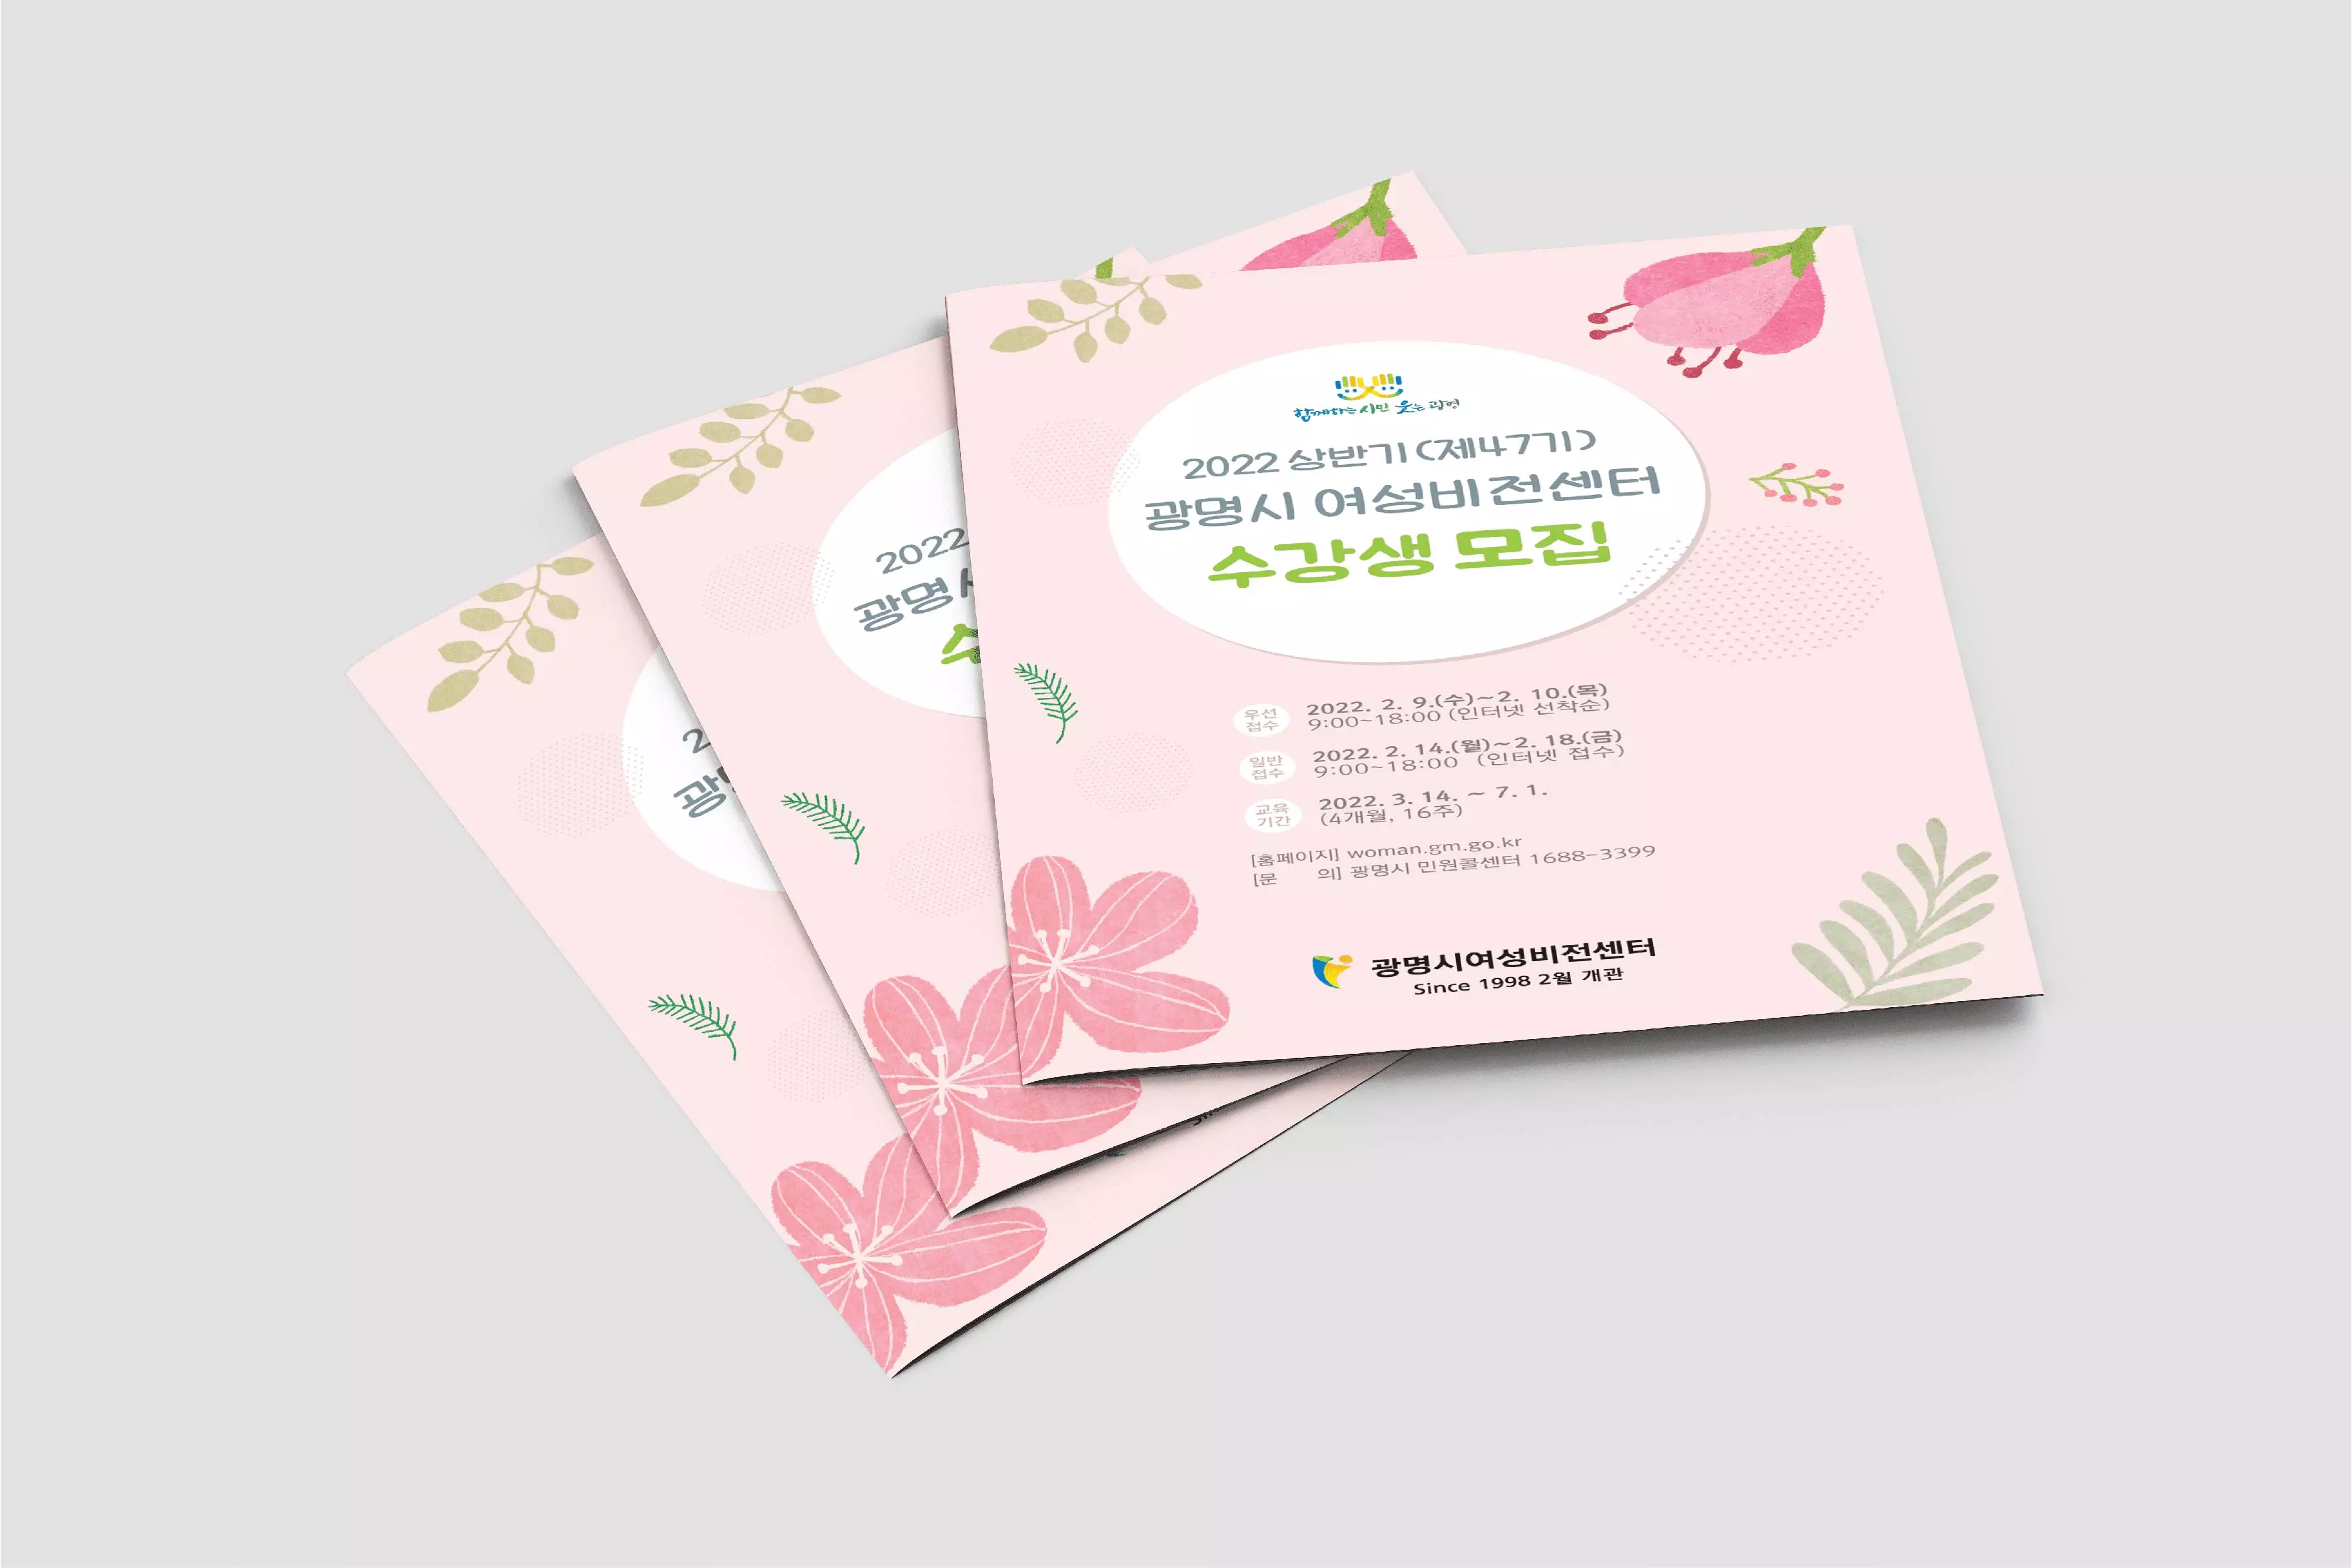 함께하는 시민 웃는 광명
2022 상반기 (제47기)
광명시 여성비전센터
수강생 모집
우선
접수
2022. 2. 9.(수)~2. 10.(목)
9:00~18:00 (인터넷 선착순)
일반
접수
2022. 2. 14.(월)~2. 18.(금)
9:00~18:00 (인터넷 접수)
교육
기간
2022. 3. 14. ~ 7. 1.
(4개월, 16주)
[홈페이지] woman.gm.go.kr
[문 의] 광명시 민원콜센터 1688-3399
광명시여성비전센터
Since 1998 2월 개관
2022
광명
수
광